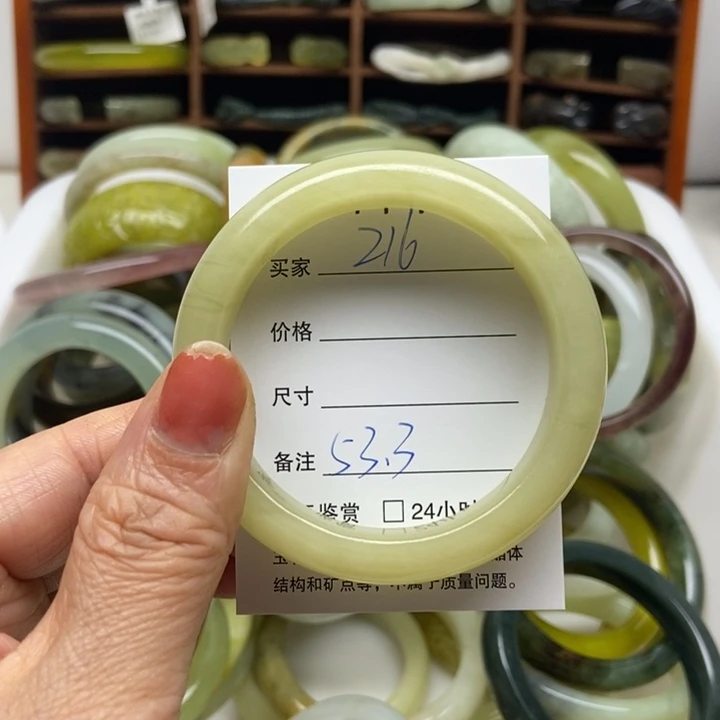 买家 216
价格
尺寸
备注 53.3
鉴赏 □ 24小
结构和矿点等，不属于质量问题。